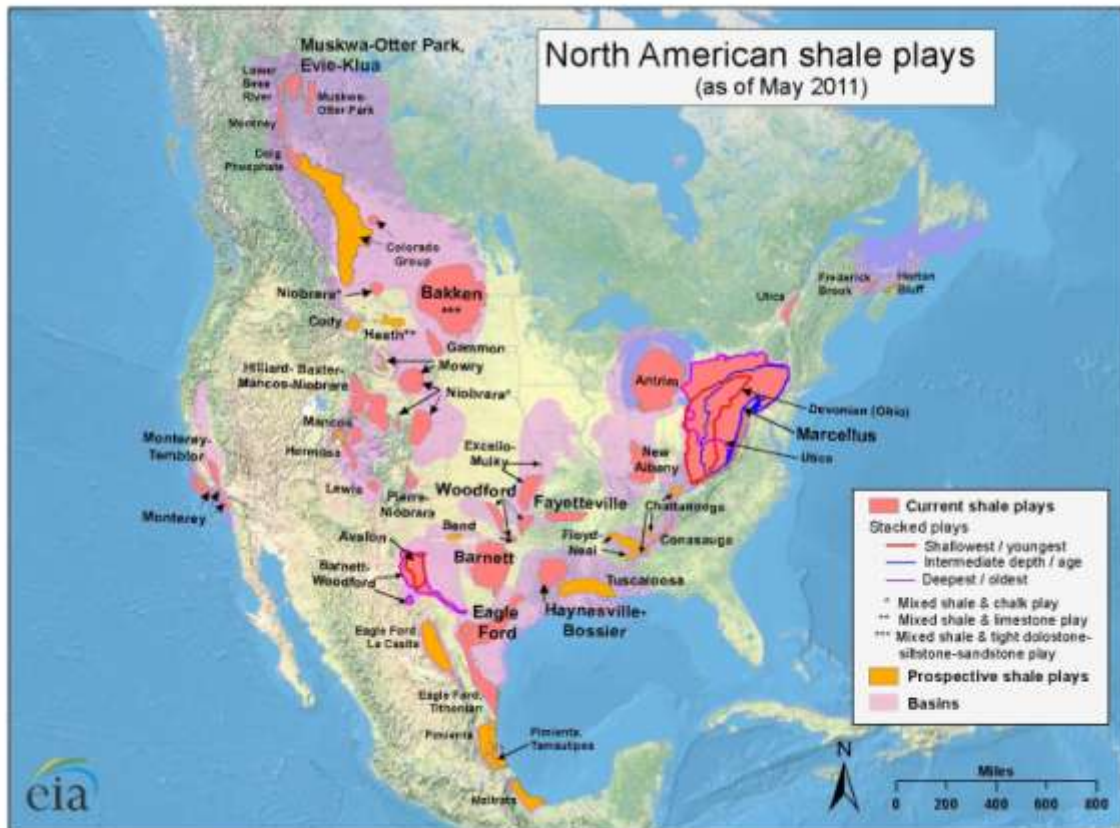 North American shale plays
(as of May 2011)
Muskwa-Otter Park,
Evie-Klua
Lower
Bese
River
Muskwa-
Otter Park
Montney
Doig
Phosphate
Colorado
Group
Niobrara*
Bakken
***
Cody
Heath**
Gammon
Mowry
Hilliard- Baxter-
Mancos-Niobrara
Niobrara*
Mancos
Hermosa
Lewis
Pierre-
Niobrara
Monterey-
Temblor
Monterey
Excello-
Mulky
Woodford
Fayetteville
New
Albany
Antrim
Utica
Frederick
Brook
Horton
Bluff
Devonian (Ohio)
Marcellus
Utica
Chattanooga
Bend
Avalon
Barnett
Barnett-
Woodford
Floyd-
Neal
Conasauga
Tuscaloosa
Haynesville-
Bossier
Eagle
Ford
Eagle Ford,
La Casita
Eagle Ford,
Tithonian
Pimienta
Pimienta,
Tamaulipas
Maltrata
Current shale plays
Stacked plays
Shallowest / youngest
Intermediate depth / age
Deepest / oldest
* Mixed shale & chalk play
** Mixed shale & limestone play
*** Mixed shale & tight dolostone-
siltstone-sandstone play
Prospective shale plays
Basins
N
Miles
0 200 400 600 800
eia